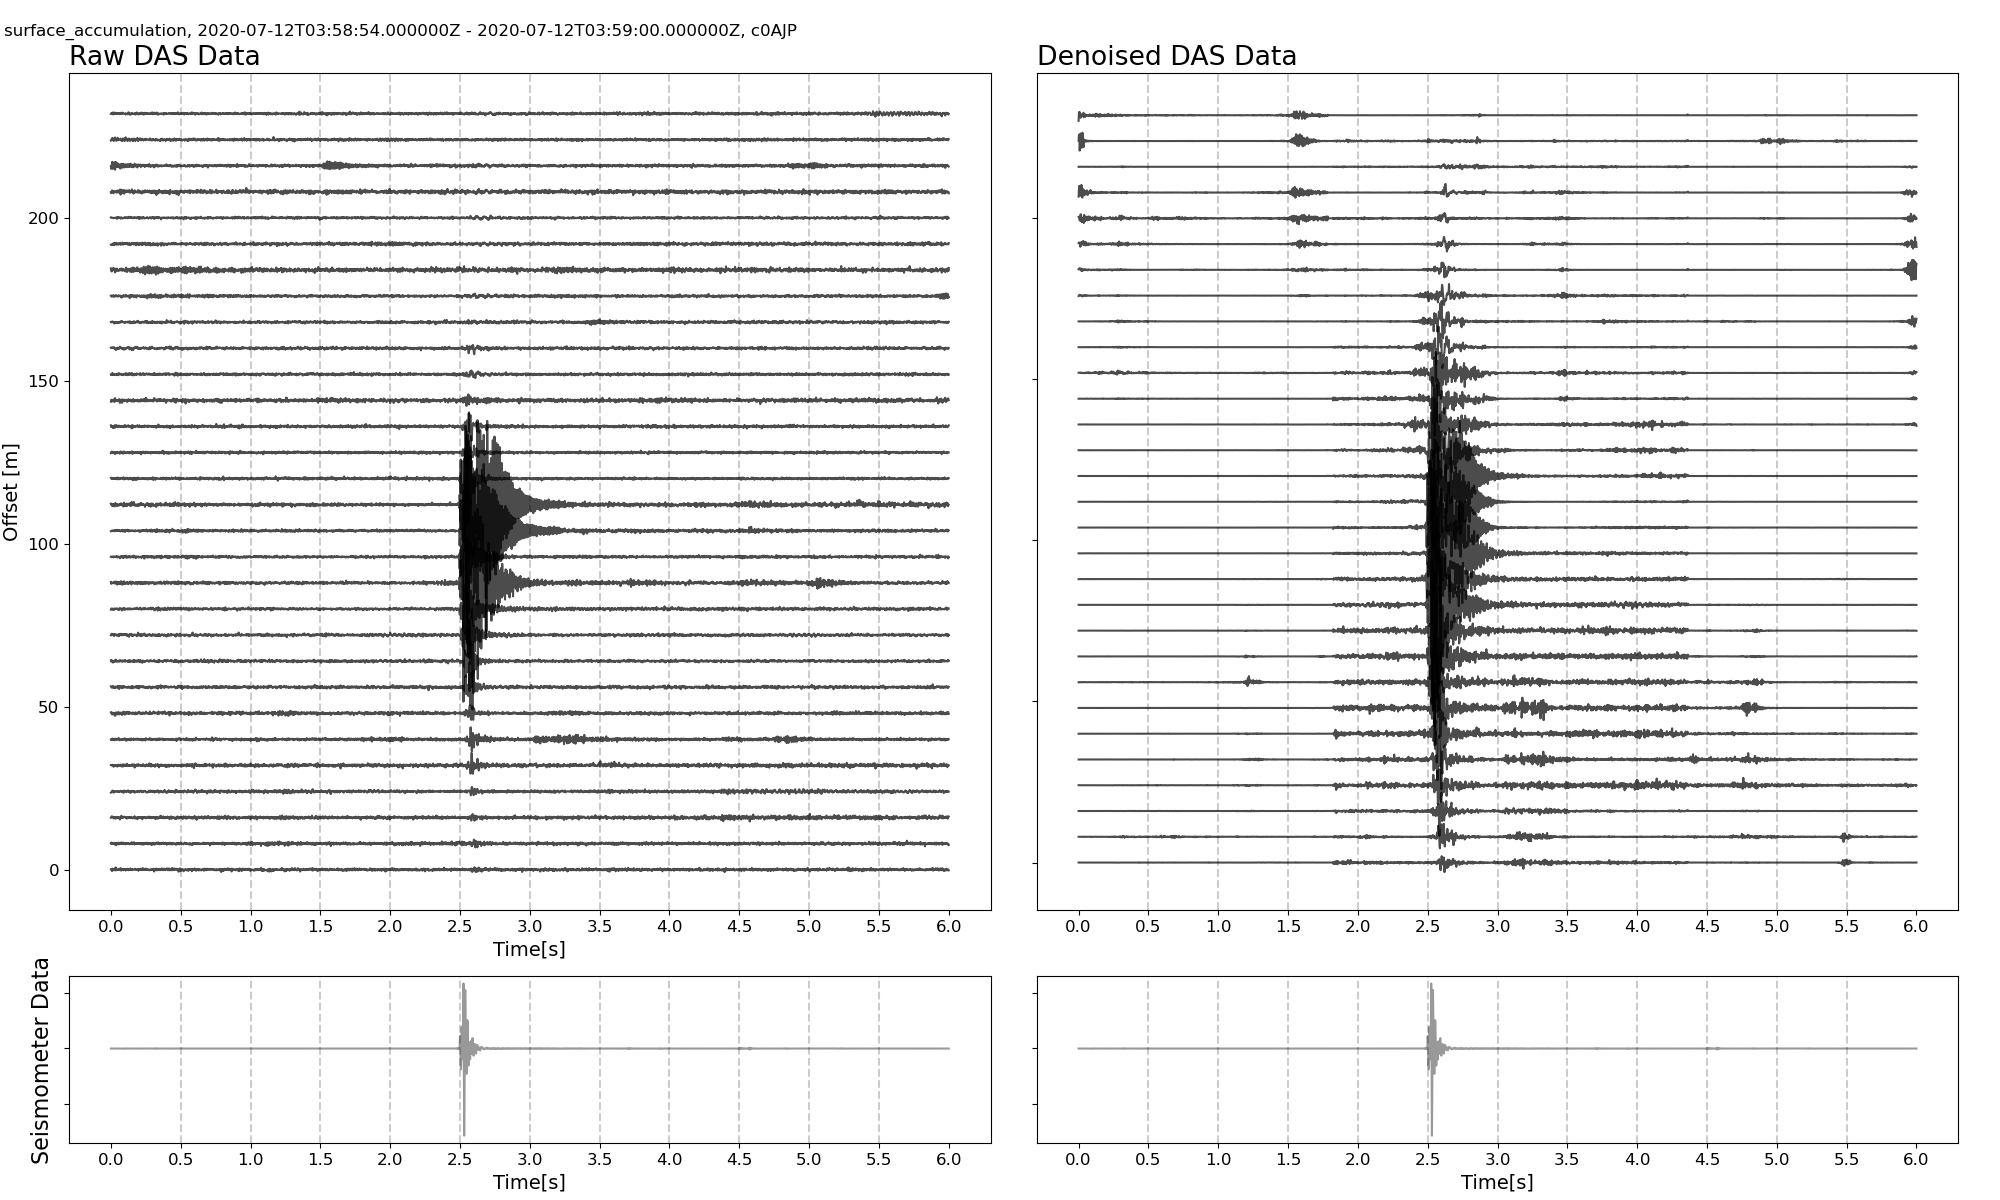 surface_accumulation, 2020-07-12T03:58:54.000000Z - 2020-07-12T03:59:00.000000Z, c0AJP
Raw DAS Data
Denoised DAS Data
Offset [m]
200
150
100
50
0
0.0 0.5 1.0 1.5 2.0 2.5 3.0 3.5 4.0 4.5 5.0 5.5 6.0
Time[s]
0.0 0.5 1.0 1.5 2.0 2.5 3.0 3.5 4.0 4.5 5.0 5.5 6.0
Seismometer Data
0.0 0.5 1.0 1.5 2.0 2.5 3.0 3.5 4.0 4.5 5.0 5.5 6.0
Time[s]
0.0 0.5 1.0 1.5 2.0 2.5 3.0 3.5 4.0 4.5 5.0 5.5 6.0
Time[s]